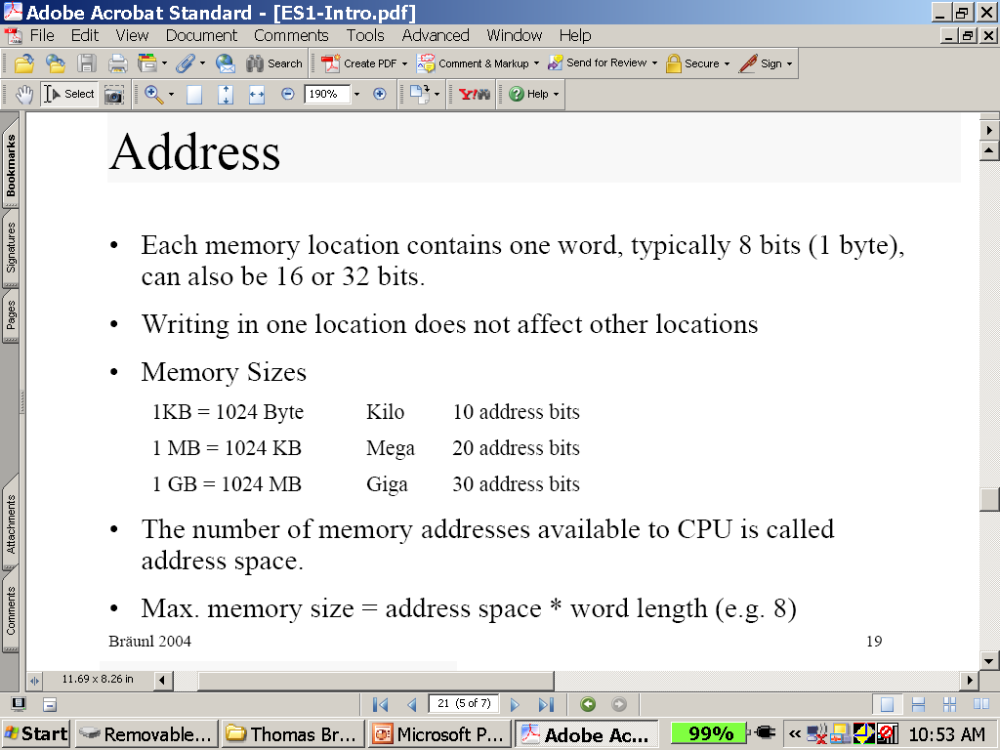 Adobe Acrobat Standard - [ES1-Intro.pdf]
File Edit View Document Comments Tools Advanced Window Help
Search Create PDF Comment & Markup Send for Review Secure Sign
Select 190% Y! Help
Bookmarks
Signatures
Pages
Attachments
Comments
Address
• Each memory location contains one word, typically 8 bits (1 byte),
can also be 16 or 32 bits.
• Writing in one location does not affect other locations
• Memory Sizes
1KB = 1024 Byte Kilo 10 address bits
1 MB = 1024 KB Mega 20 address bits
1 GB = 1024 MB Giga 30 address bits
• The number of memory addresses available to CPU is called
address space.
• Max. memory size = address space * word length (e.g. 8)
Bräunl 2004 19
11.69 x 8.26 in
21 (5 of 7)
Start Removable... Thomas Br... Microsoft P... Adobe Ac... 99% « 10:53 AM